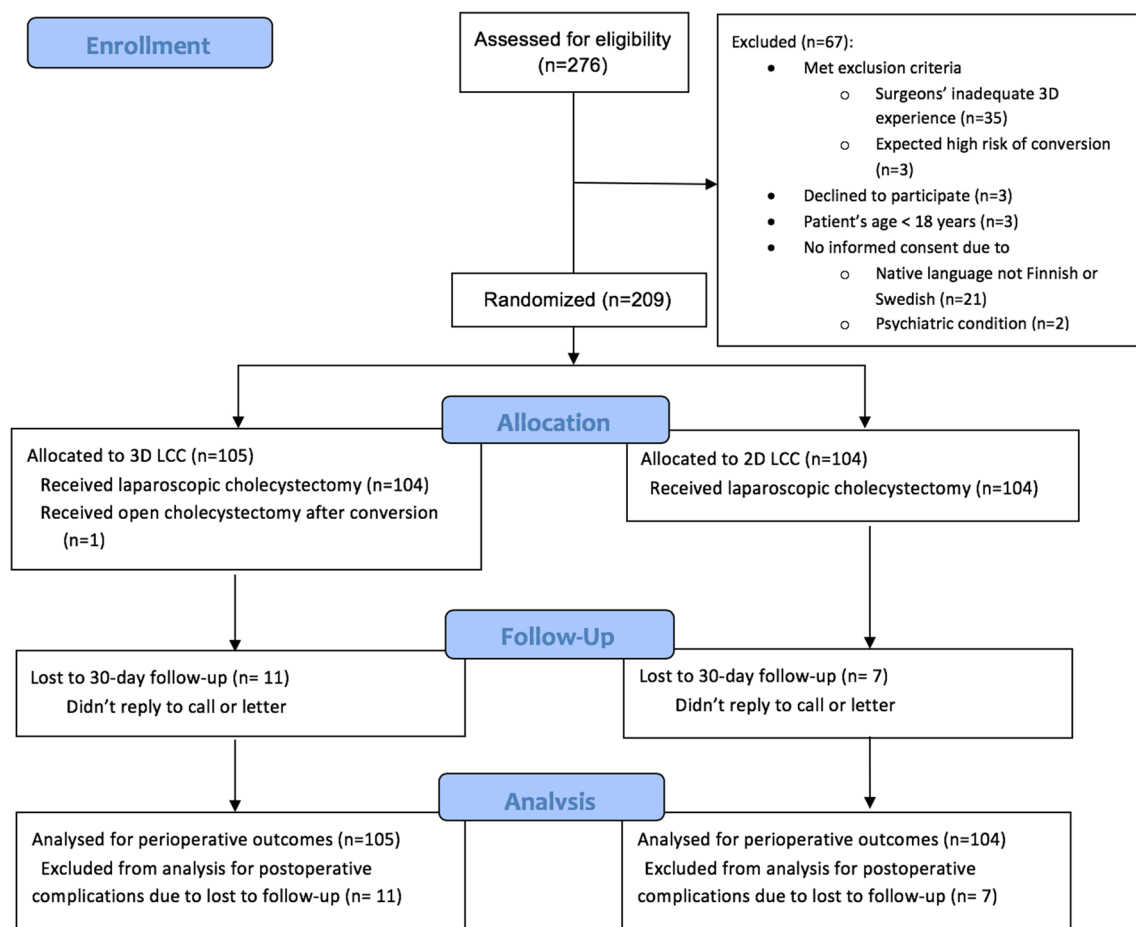 Enrollment
Assessed for eligibility
(n=276)
Excluded (n=67):
• Met exclusion criteria
o Surgeons' inadequate 3D
experience (n=35)
o Expected high risk of conversion
(n=3)
• Declined to participate (n=3)
• Patient's age < 18 years (n=3)
• No informed consent due to
o Native language not Finnish or
Swedish (n=21)
o Psychiatric condition (n=2)
Randomized (n=209)
Allocation
Allocated to 3D LCC (n=105)
Received laparoscopic cholecystectomy (n=104)
Received open cholecystectomy after conversion
(n=1)
Allocated to 2D LCC (n=104)
Received laparoscopic cholecystectomy (n=104)
Follow-Up
Lost to 30-day follow-up (n= 11)
Didn't reply to call or letter
Lost to 30-day follow-up (n= 7)
Didn't reply to call or letter
Analysis
Analysed for perioperative outcomes (n=105)
Excluded from analysis for postoperative
complications due to lost to follow-up (n= 11)
Analysed for perioperative outcomes (n=104)
Excluded from analysis for postoperative
complications due to lost to follow-up (n= 7)